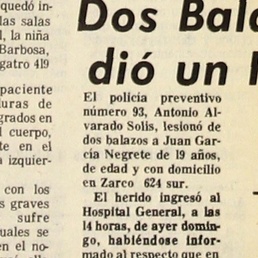 quedó in-
las salas
l, la niña
Barbosa,
gatro 419
paciente
duras de
grados en
l cuerpo,
te en el
a izquier-
con los
s graves
sufre
uales se
en el no-
Dos Bala
dió un
El policía preventivo
número 93, Antonio Al-
varado Solis, lesionó de
dos balazos a Juan Gar-
cía Negrete de 19 años,
de edad y con domicilio
en Zarco 624 sur.
El herido ingresó al
Hospital General, a las
14 horas, de ayer domin-
go, habiéndose infor-
mado al respecto que en